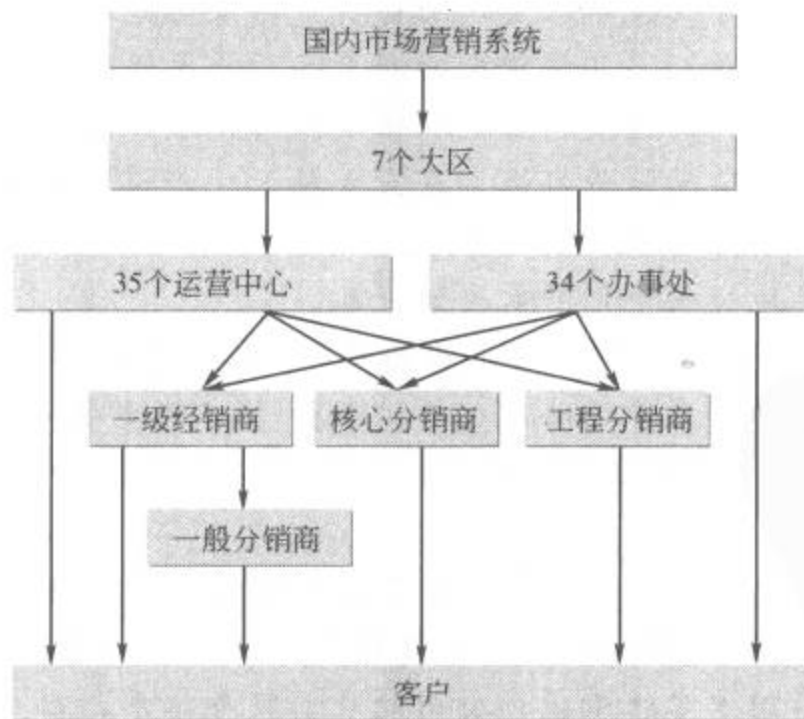 国内市场营销系统
7个大区
35个运营中心
34个办事处
一级经销商
核心分销商
工程分销商
一般分销商
客户